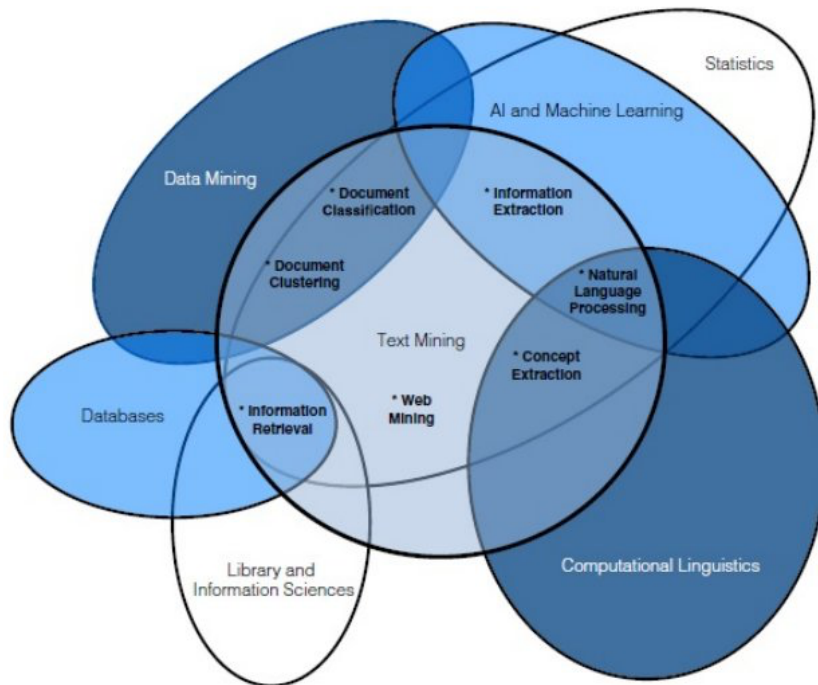 Statistics
AI and Machine Learning
Data Mining
* Document
Classification
* Information
Extraction
* Document
Clustering
* Natural
Language
Processing
Text Mining
* Concept
Extraction
* Web
Mining
Databases
* Information
Retrieval
Library and
Information Sciences
Computational Linguistics